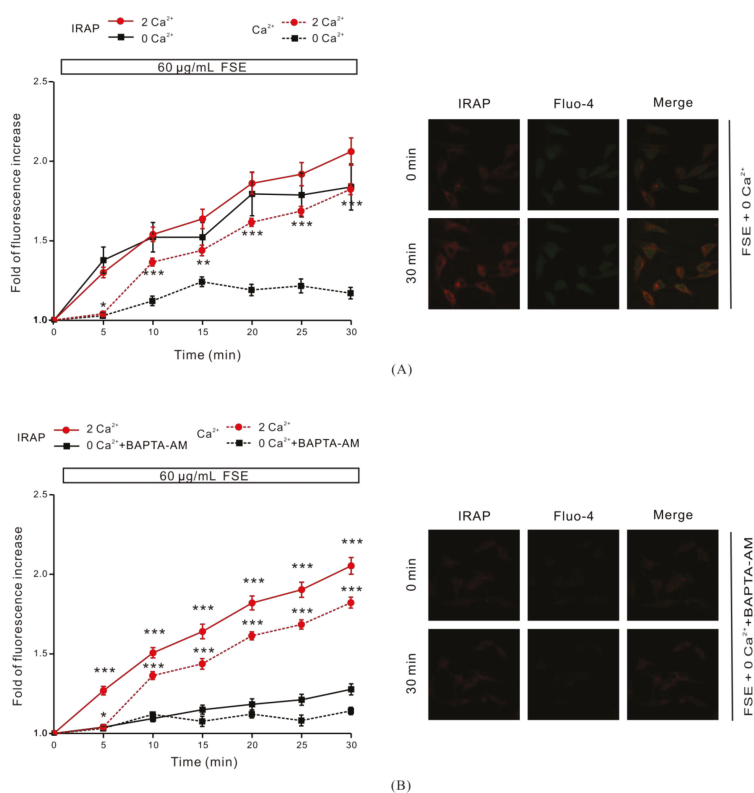 IRAP 2 Ca²⁺ Ca²⁺ 2 Ca²⁺
0 Ca²⁺ 0 Ca²⁺
60 µg/mL FSE
2.5
2.0
1.5
1.0
0 5 10 15 20 25 30
Fold of fluorescence increase
Time (min)
*
***
**
***
***
***
IRAP Fluo-4 Merge
0 min
30 min
FSE + 0 Ca²⁺
(A)
IRAP 2 Ca²⁺ Ca²⁺ 2 Ca²⁺
0 Ca²⁺+BAPTA-AM 0 Ca²⁺+BAPTA-AM
60 µg/mL FSE
2.5
2.0
1.5
1.0
0 5 10 15 20 25 30
Fold of fluorescence increase
Time (min)
*** *** *** *** *** ***
* *** *** *** *** ***
IRAP Fluo-4 Merge
0 min
30 min
FSE + 0 Ca²⁺+BAPTA-AM
(B)